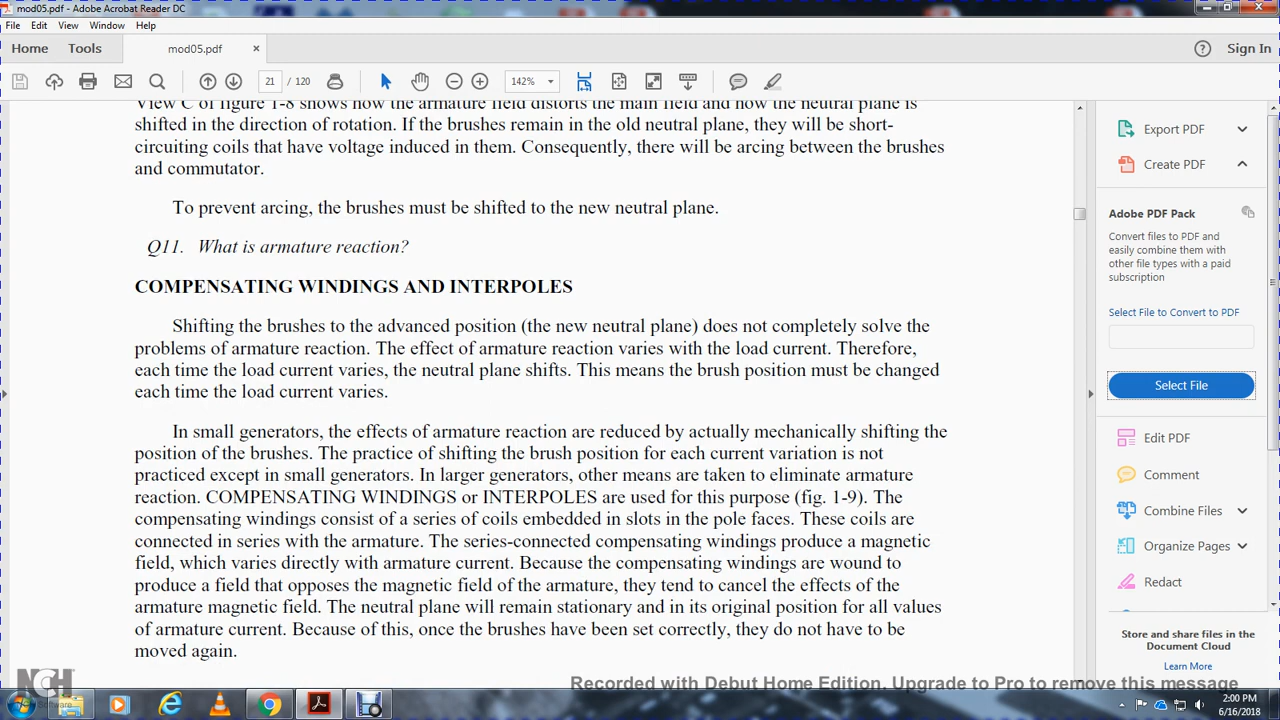 mod05.pdf - Adobe Acrobat Reader DC
File Edit View Window Help
Home Tools mod05.pdf × Sign In
21 / 120 142%
View C of figure 1-8 shows how the armature field distorts the main field and how the neutral plane is
shifted in the direction of rotation. If the brushes remain in the old neutral plane, they will be short-
circuiting coils that have voltage induced in them. Consequently, there will be arcing between the brushes
and commutator.
To prevent arcing, the brushes must be shifted to the new neutral plane.
Q11. What is armature reaction?
COMPENSATING WINDINGS AND INTERPOLES
Shifting the brushes to the advanced position (the new neutral plane) does not completely solve the
problems of armature reaction. The effect of armature reaction varies with the load current. Therefore,
each time the load current varies, the neutral plane shifts. This means the brush position must be changed
each time the load current varies.
In small generators, the effects of armature reaction are reduced by actually mechanically shifting the
position of the brushes. The practice of shifting the brush position for each current variation is not
practiced except in small generators. In larger generators, other means are taken to eliminate armature
reaction. COMPENSATING WINDINGS or INTERPOLES are used for this purpose (fig. 1-9). The
compensating windings consist of a series of coils embedded in slots in the pole faces. These coils are
connected in series with the armature. The series-connected compensating windings produce a magnetic
field, which varies directly with armature current. Because the compensating windings are wound to
produce a field that opposes the magnetic field of the armature, they tend to cancel the effects of the
armature magnetic field. The neutral plane will remain stationary and in its original position for all values
of armature current. Because of this, once the brushes have been set correctly, they do not have to be
moved again.
Export PDF
Create PDF
Adobe PDF Pack
Convert files to PDF and
easily combine them with
other file types with a paid
subscription
Select File to Convert to PDF
Select File
Edit PDF
Comment
Combine Files
Organize Pages
Redact
Store and share files in the
Document Cloud
Learn More
NCH
Software
Recorded with Debut Home Edition. Upgrade to Pro to remove this message
2:00 PM
6/16/2018